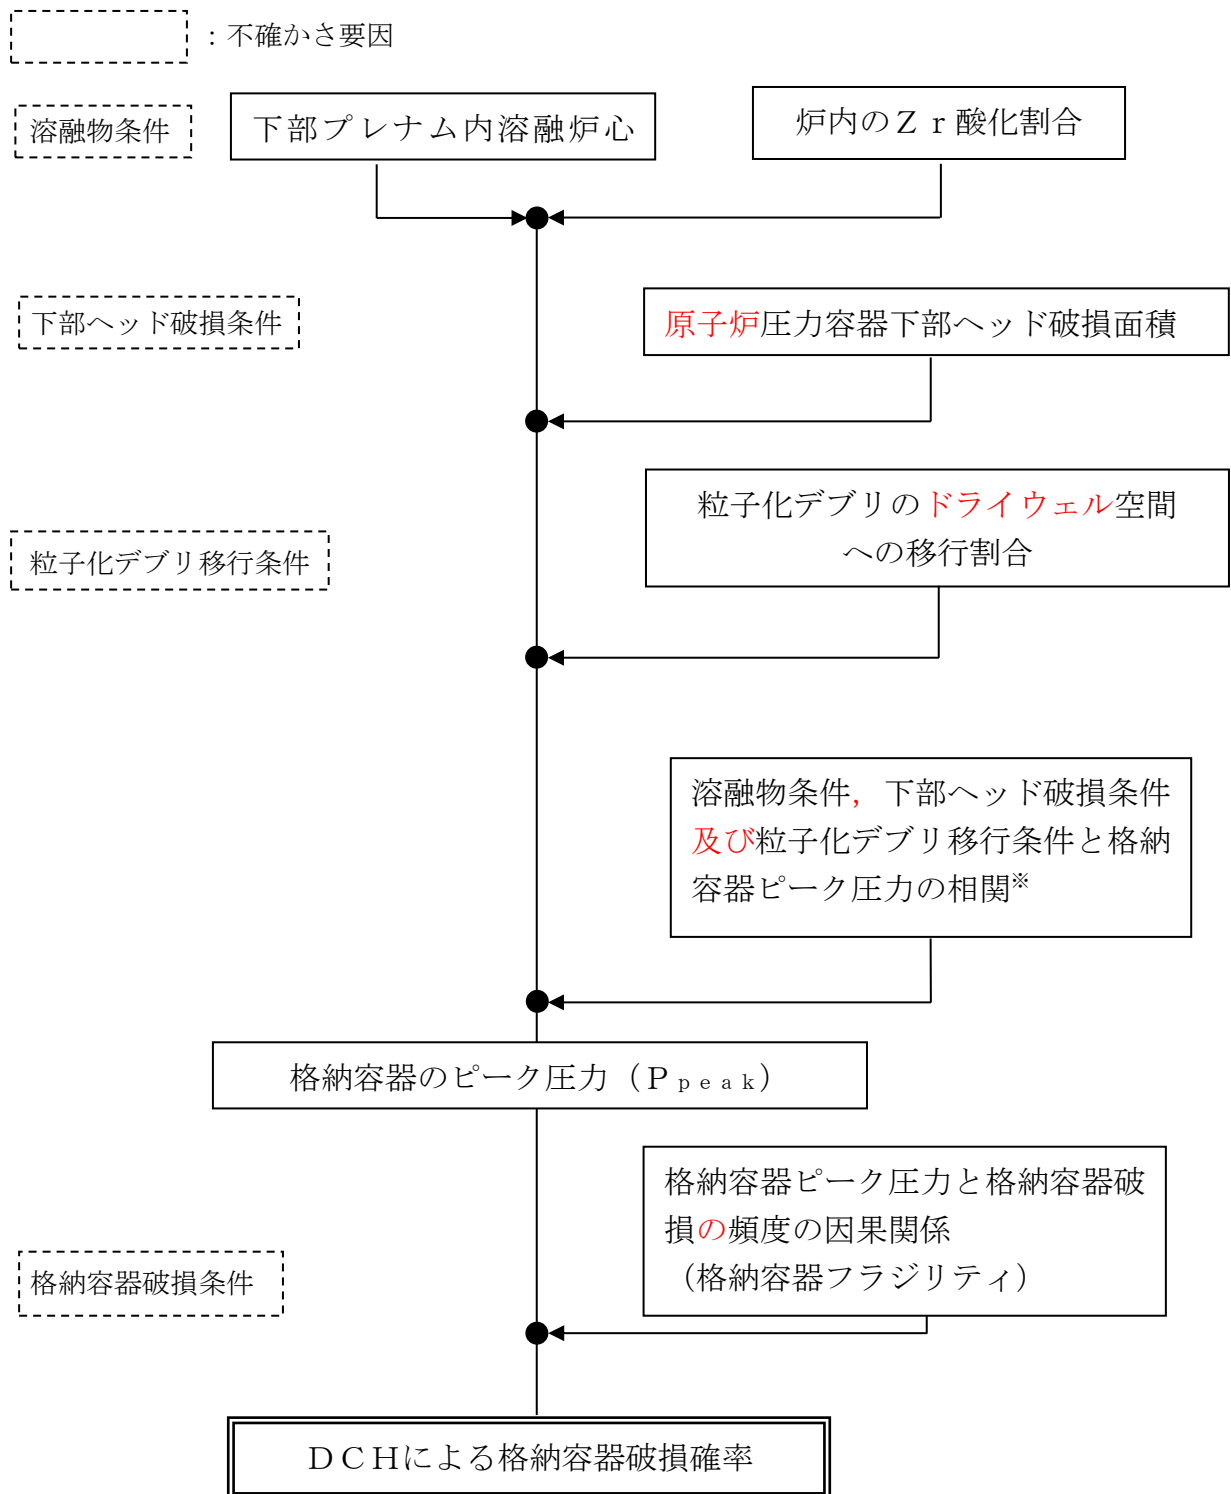 ：不確かさ要因
溶融物条件
下部プレナム内溶融炉心
炉内のＺｒ酸化割合
下部ヘッド破損条件
原子炉圧力容器下部ヘッド破損面積
粒子化デブリのドライウェル空間
への移行割合
粒子化デブリ移行条件
溶融物条件，下部ヘッド破損条件
及び粒子化デブリ移行条件と格納
容器ピーク圧力の相関※
格納容器のピーク圧力（Ｐｐｅａｋ）
格納容器ピーク圧力と格納容器破
損の頻度の因果関係
（格納容器フラジリティ）
格納容器破損条件
ＤＣＨによる格納容器破損確率